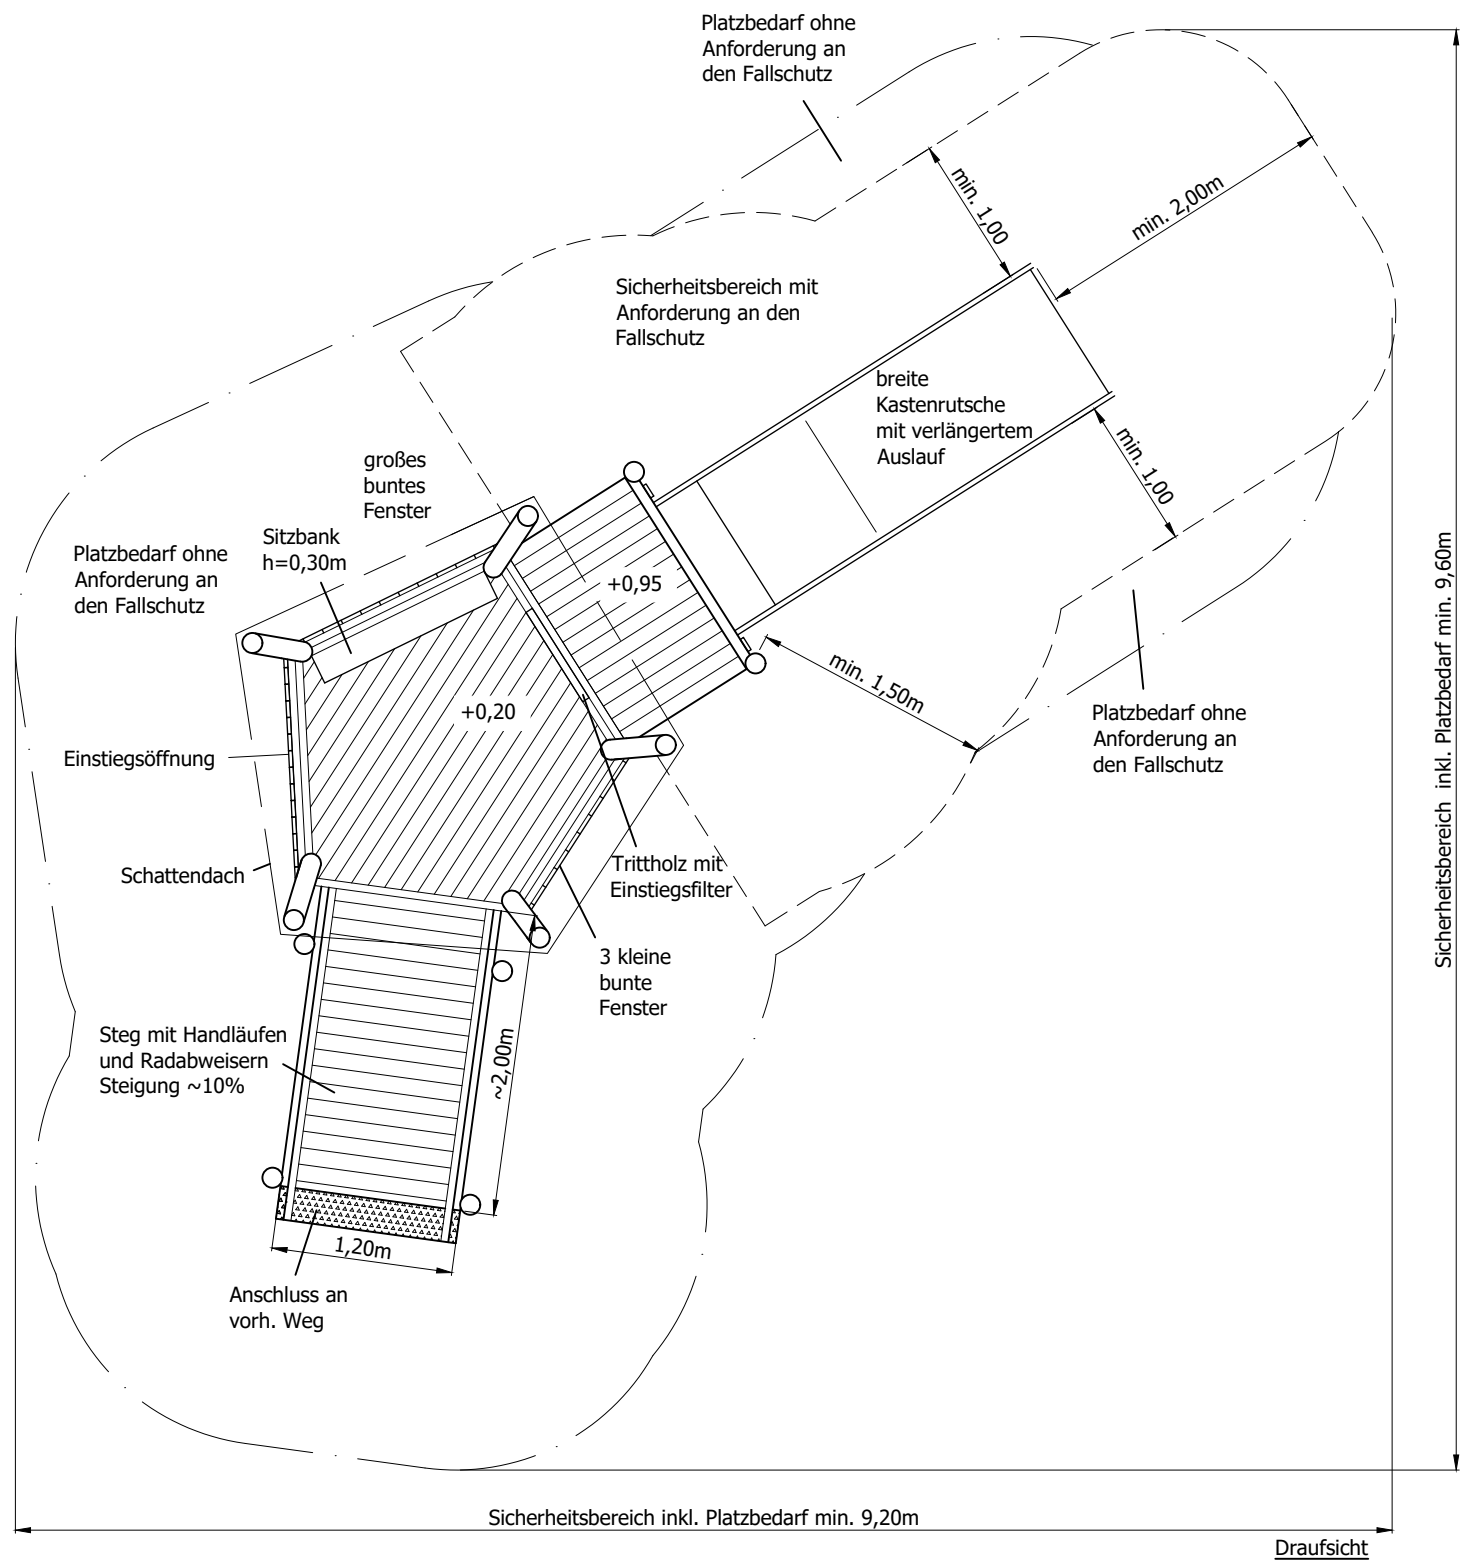 Platzbedarf ohne
Anforderung an
den Fallschutz
min. 1,00
min. 2,00m
Sicherheitsbereich mit
Anforderung an den
Fallschutz
breite
Kastenrutsche
mit verlängertem
Auslauf
min. 1,00
großes
buntes
Fenster
Sitzbank
h=0,30m
Platzbedarf ohne
Anforderung an
den Fallschutz
+0,95
min. 1,50m
+0,20
Platzbedarf ohne
Anforderung an
den Fallschutz
Einstiegsöffnung
Schattendach
Trittholz mit
Einstiegsfilter
3 kleine
bunte
Fenster
Steg mit Handläufen
und Radabweisern
Steigung ~10%
~2,00m
1,20m
Anschluss an
vorh. Weg
Sicherheitsbereich inkl. Platzbedarf min. 9,60m
Sicherheitsbereich inkl. Platzbedarf min. 9,20m
Draufsicht